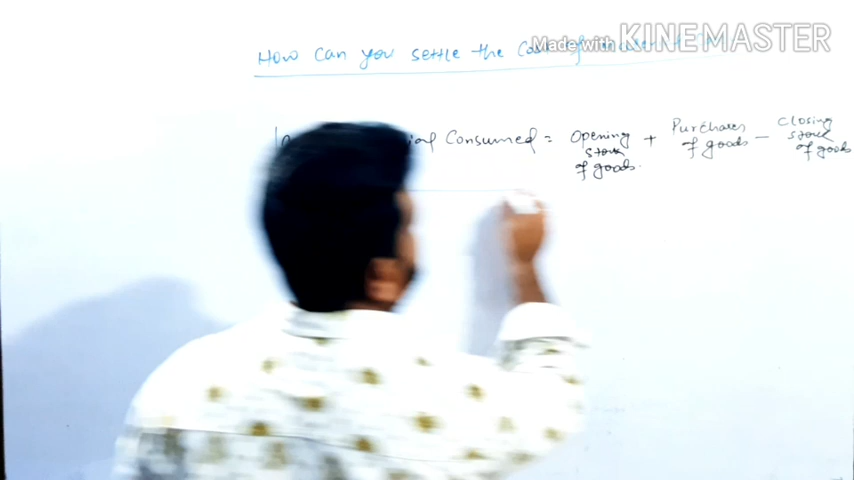 How can you settle the
Made with KINEMASTER
Consumed = Opening stock of goods. + Purchases of goods - Closing stock of goods